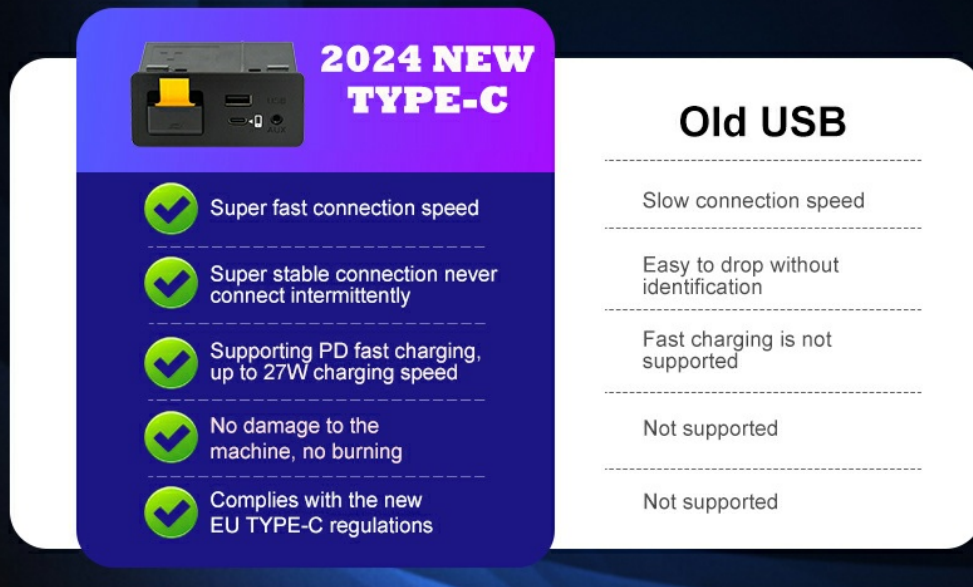 2024 NEW
TYPE-C
USB
AUX
Old USB
Super fast connection speed
Slow connection speed
Super stable connection never
connect intermittently
Easy to drop without
identification
Supporting PD fast charging,
up to 27W charging speed
Fast charging is not
supported
No damage to the
machine, no burning
Not supported
Complies with the new
EU TYPE-C regulations
Not supported